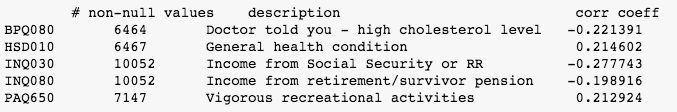 # non-null values description corr coeff
BPQ080 6464 Doctor told you - high cholesterol level -0.221391
HSD010 6467 General health condition 0.214602
INQ030 10052 Income from Social Security or RR -0.277743
INQ080 10052 Income from retirement/survivor pension -0.198916
PAQ650 7147 Vigorous recreational activities 0.212924